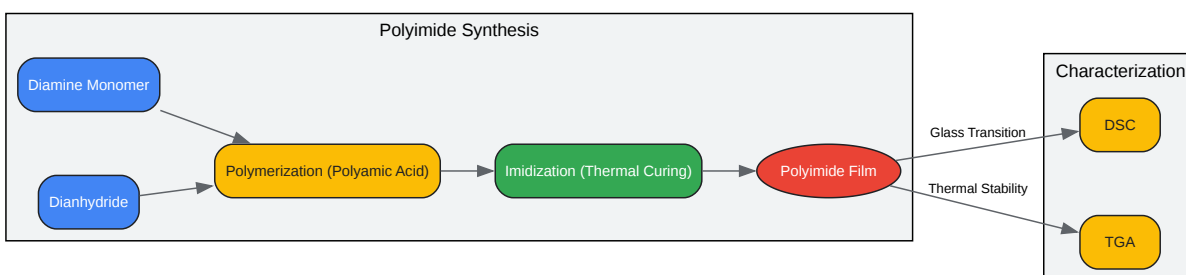 Polyimide Synthesis
Diamine Monomer
Dianhydride
Polymerization (Polyamic Acid)
Imidization (Thermal Curing)
Polyimide Film
Glass Transition
Thermal Stability
Characterization
DSC
TGA